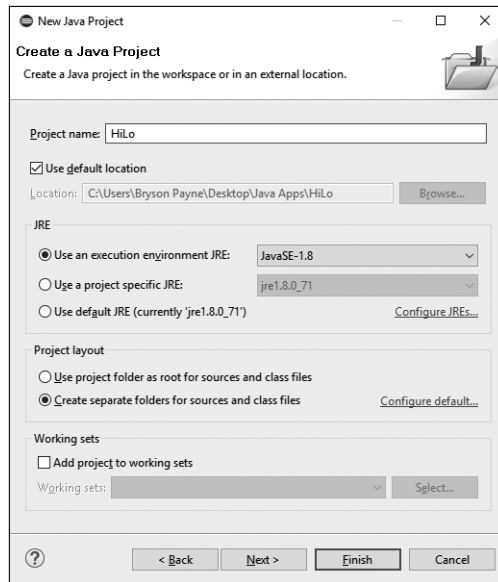 New Java Project
Create a Java Project
Create a Java project in the workspace or in an external location.
Project name: HiLo
Use default location
Location: C:\Users\Bryson Payne\Desktop\Java Apps\HiLo Browse...
JRE
Use an execution environment JRE: JavaSE-1.8
Use a project specific JRE: jre1.8.0_71
Use default JRE (currently 'jre1.8.0_71') Configure JREs...
Project layout
Use project folder as root for sources and class files
Create separate folders for sources and class files Configure default...
Working sets
Add project to working sets
Working sets: Select...
? < Back Next > Finish Cancel